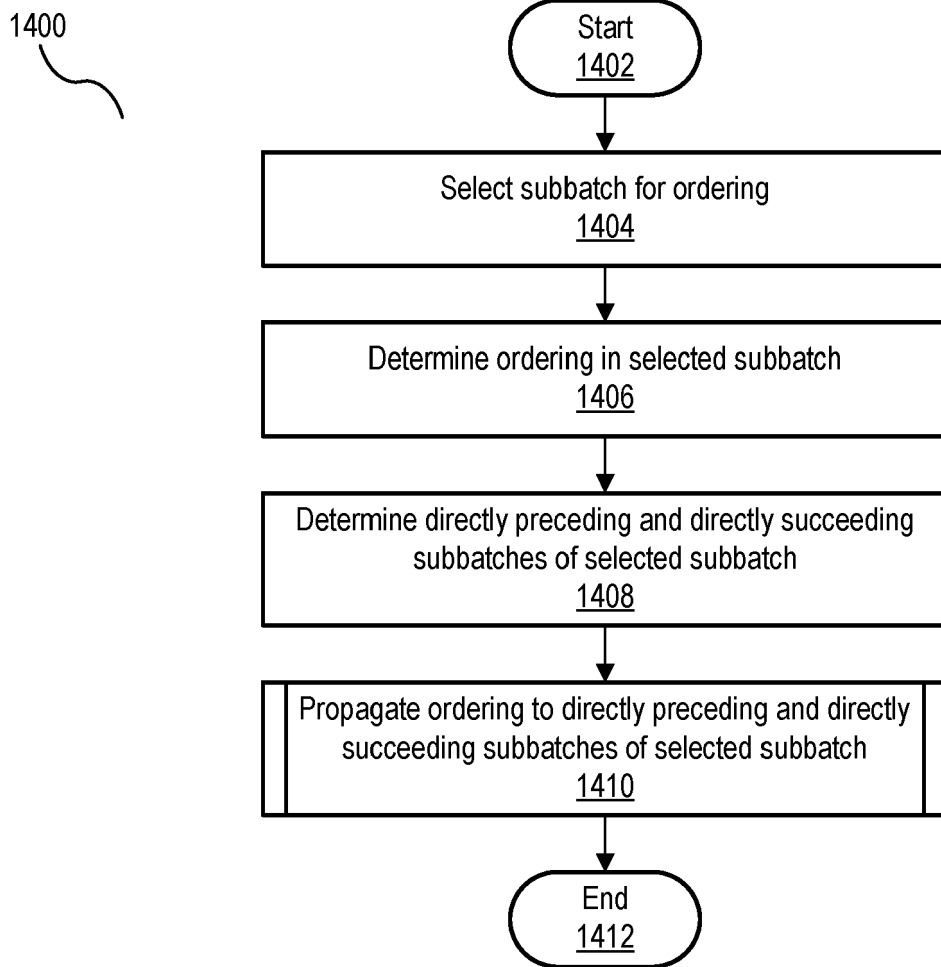 1400
Start
1402
Select subbatch for ordering
1404
Determine ordering in selected subbatch
1406
Determine directly preceding and directly succeeding
subbatches of selected subbatch
1408
Propagate ordering to directly preceding and directly
succeeding subbatches of selected subbatch
1410
End
1412